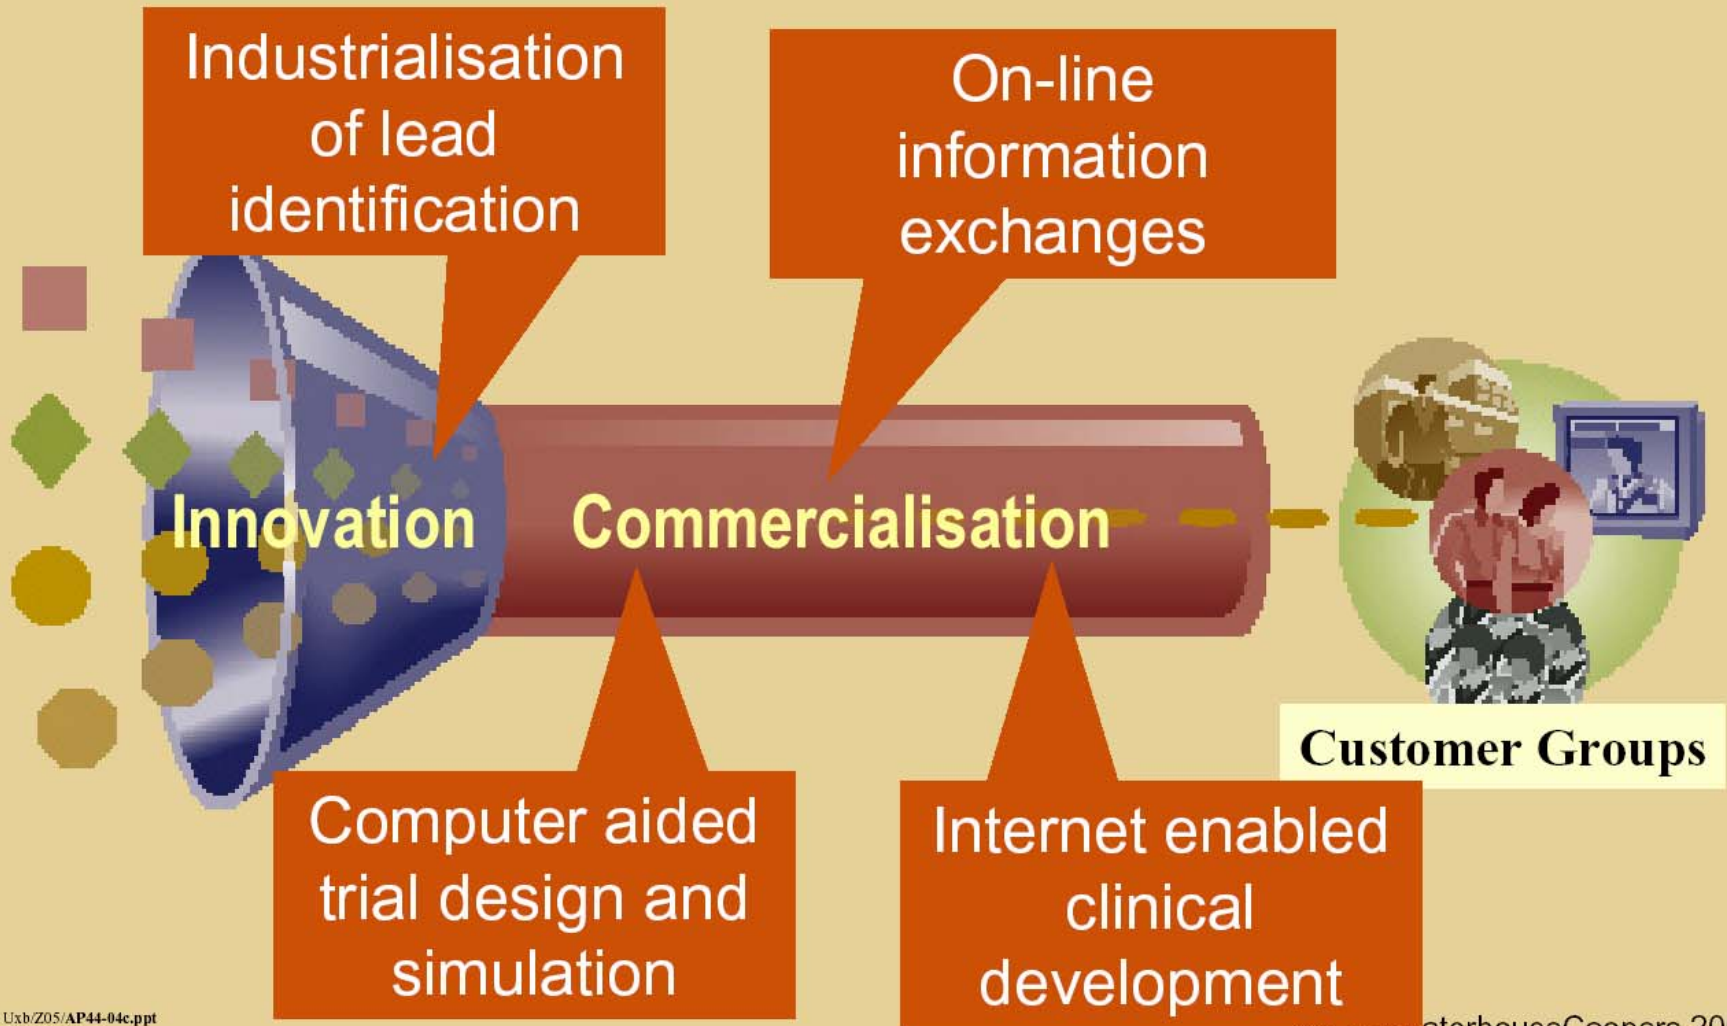 Industrialisation
of lead
identification
On-line
information
exchanges
Innovation
Commercialisation
Customer Groups
Computer aided
trial design and
simulation
Internet enabled
clinical
development
Uxb/Z05/AP44-04c.ppt